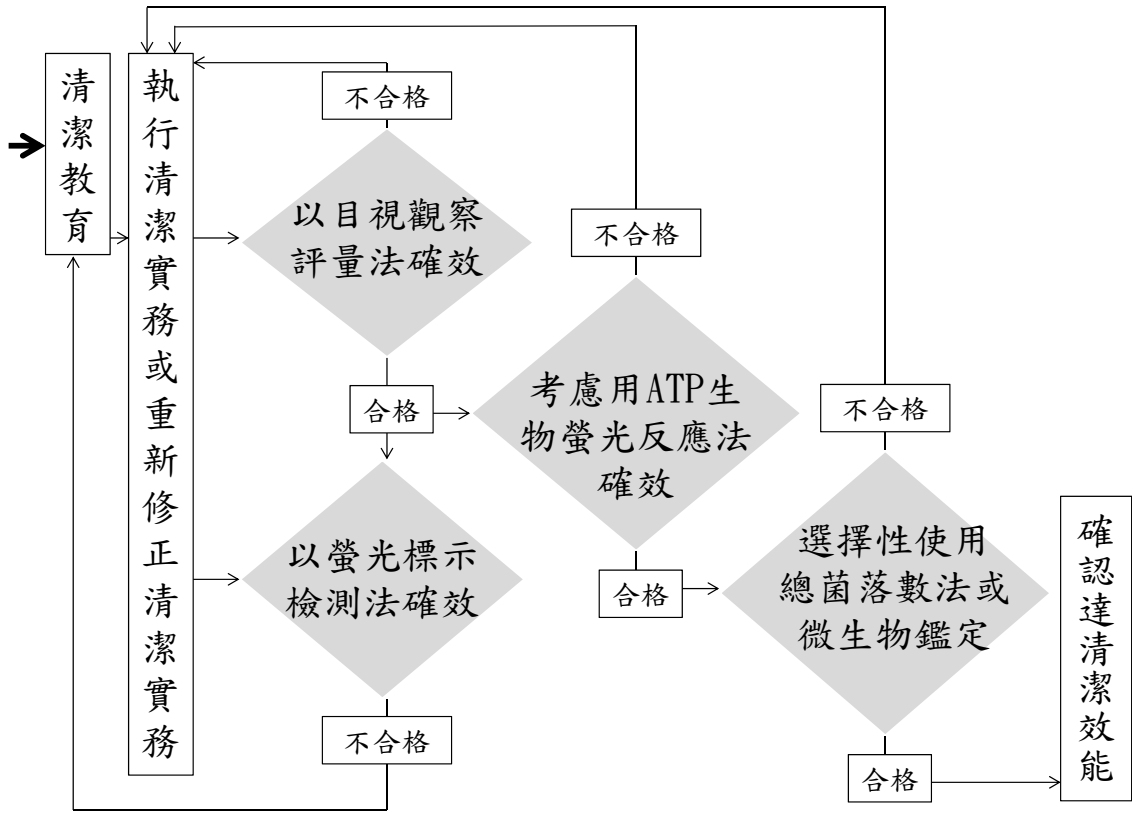 清潔教育
執行清潔實務或重新修正清潔實務
不合格
以目視觀察
評量法確效
合格
以螢光標示
檢測法確效
不合格
不合格
考慮用ATP生
物螢光反應法
確效
合格
不合格
選擇性使用
總菌落數法或
微生物鑑定
合格
確認達清潔效能